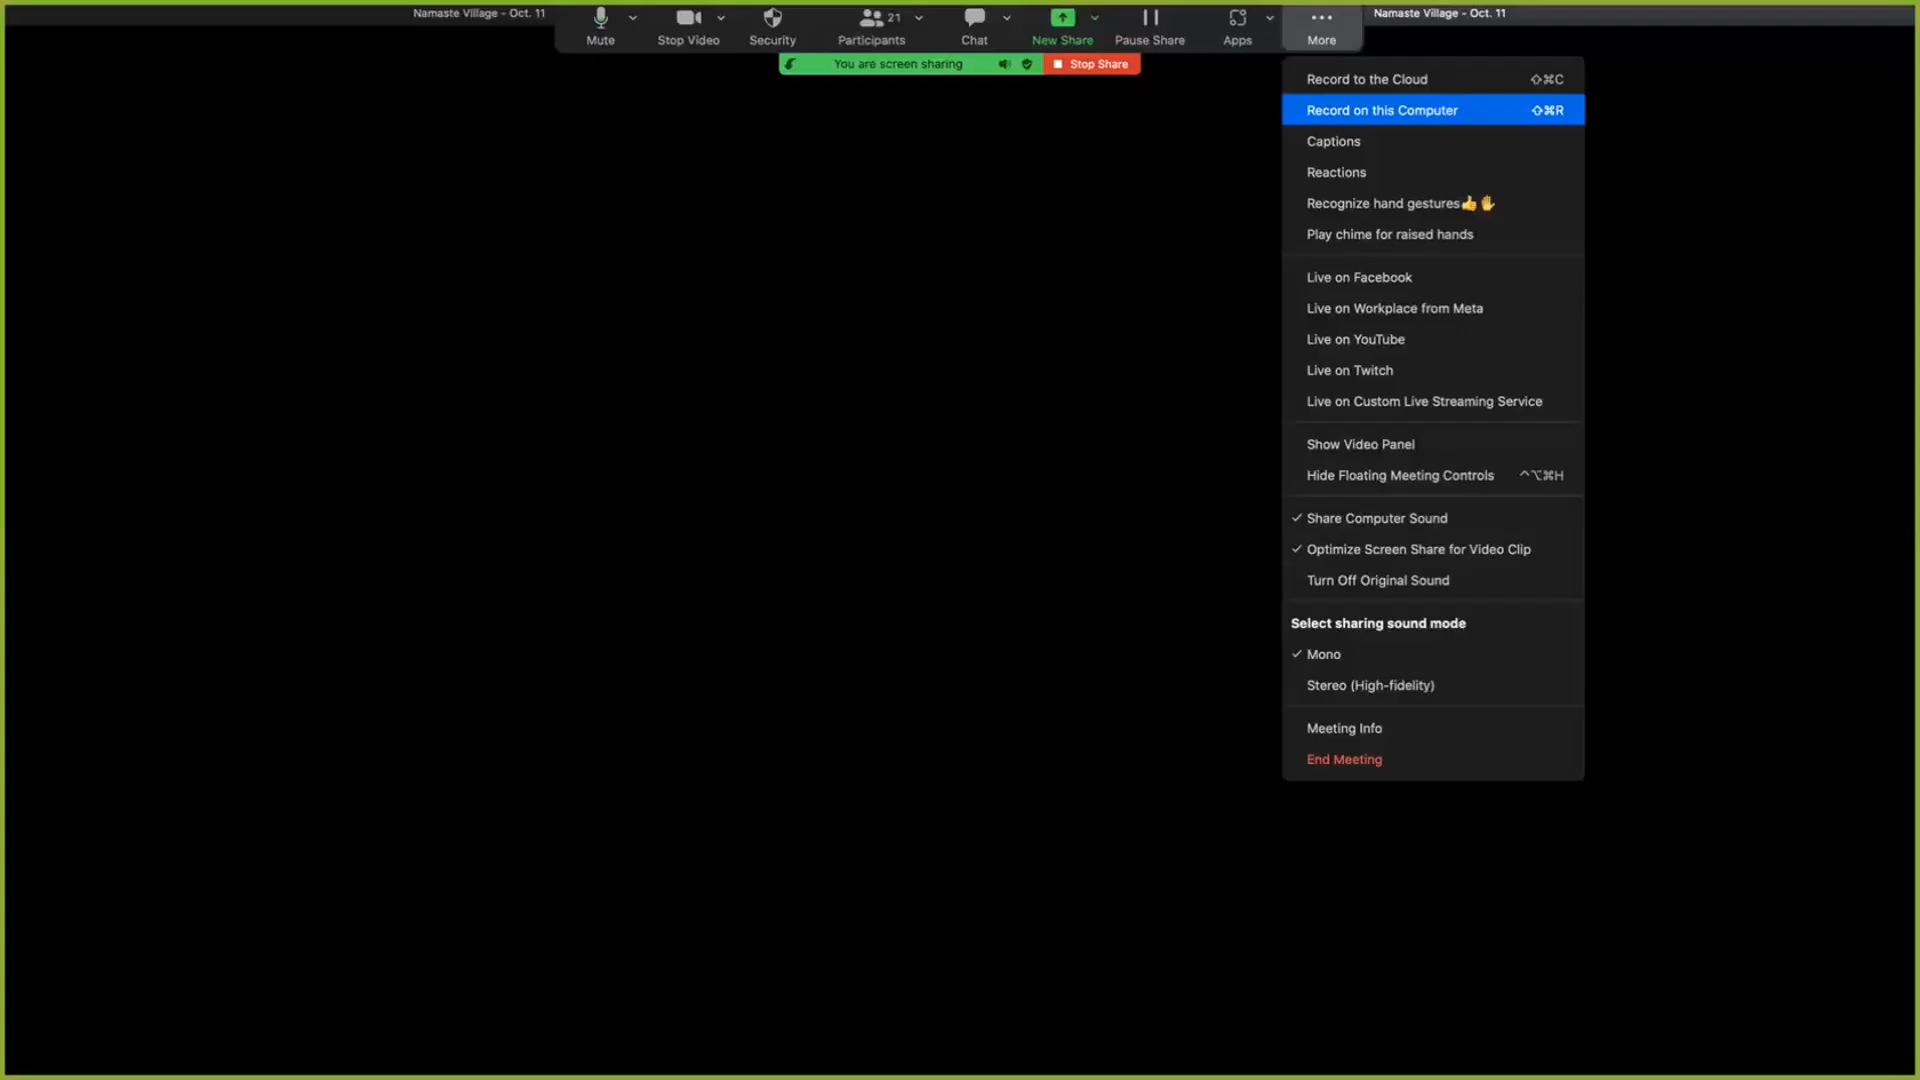 Namaste Village - Oct. 11
Mute
Stop Video
Security
21
Participants
Chat
New Share
Pause Share
Apps
More
Namaste Village - Oct. 11
You are screen sharing
Stop Share
Record to the Cloud ⇧⌘C
Record on this Computer ⇧⌘R
Captions
Reactions
Recognize hand gestures👍✋
Play chime for raised hands
Live on Facebook
Live on Workplace from Meta
Live on YouTube
Live on Twitch
Live on Custom Live Streaming Service
Show Video Panel
Hide Floating Meeting Controls ^⌥⌘H
✓ Share Computer Sound
✓ Optimize Screen Share for Video Clip
Turn Off Original Sound
Select sharing sound mode
✓ Mono
Stereo (High-fidelity)
Meeting Info
End Meeting